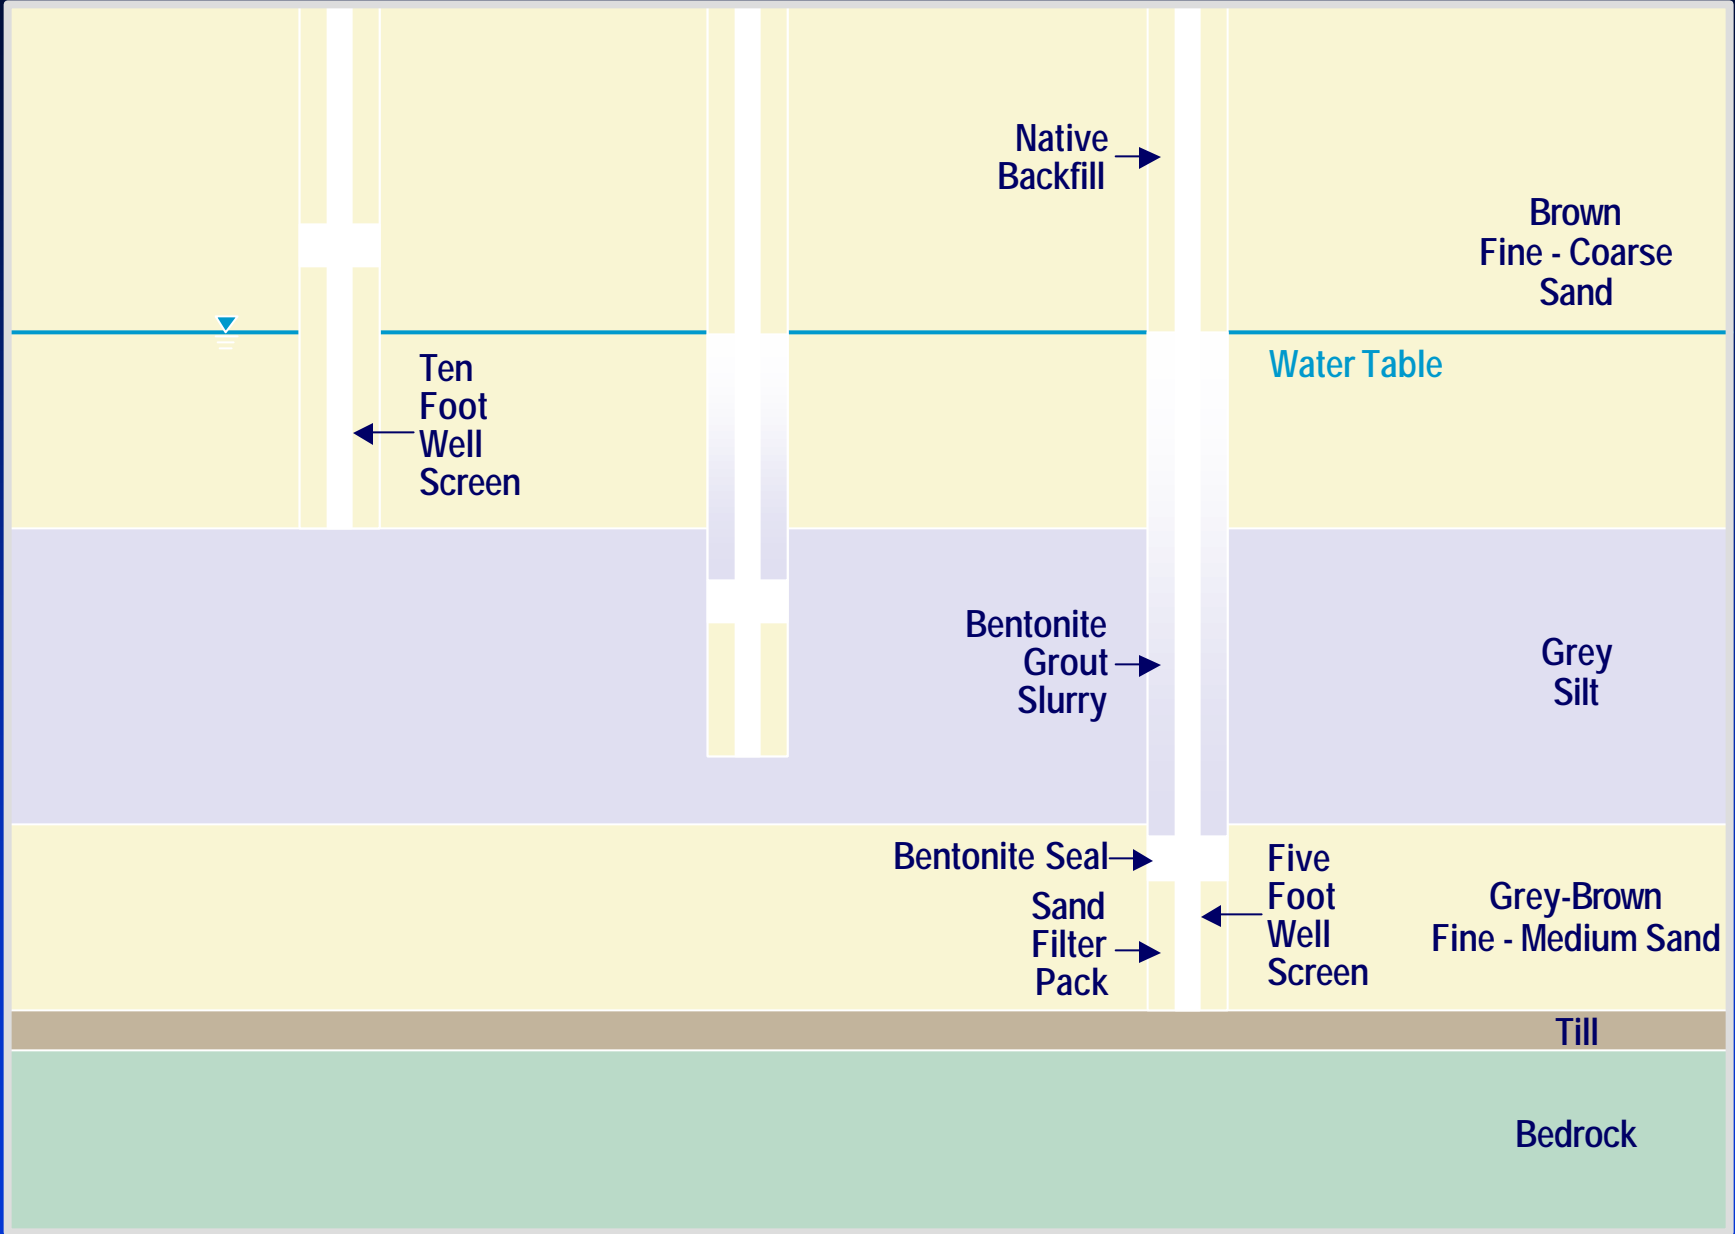 Native
Backfill
Brown
Fine - Coarse
Sand
Water Table
Ten
Foot
Well
Screen
Bentonite
Grout
Slurry
Grey
Silt
Bentonite Seal
Sand
Filter
Pack
Five
Foot
Well
Screen
Grey-Brown
Fine - Medium Sand
Till
Bedrock